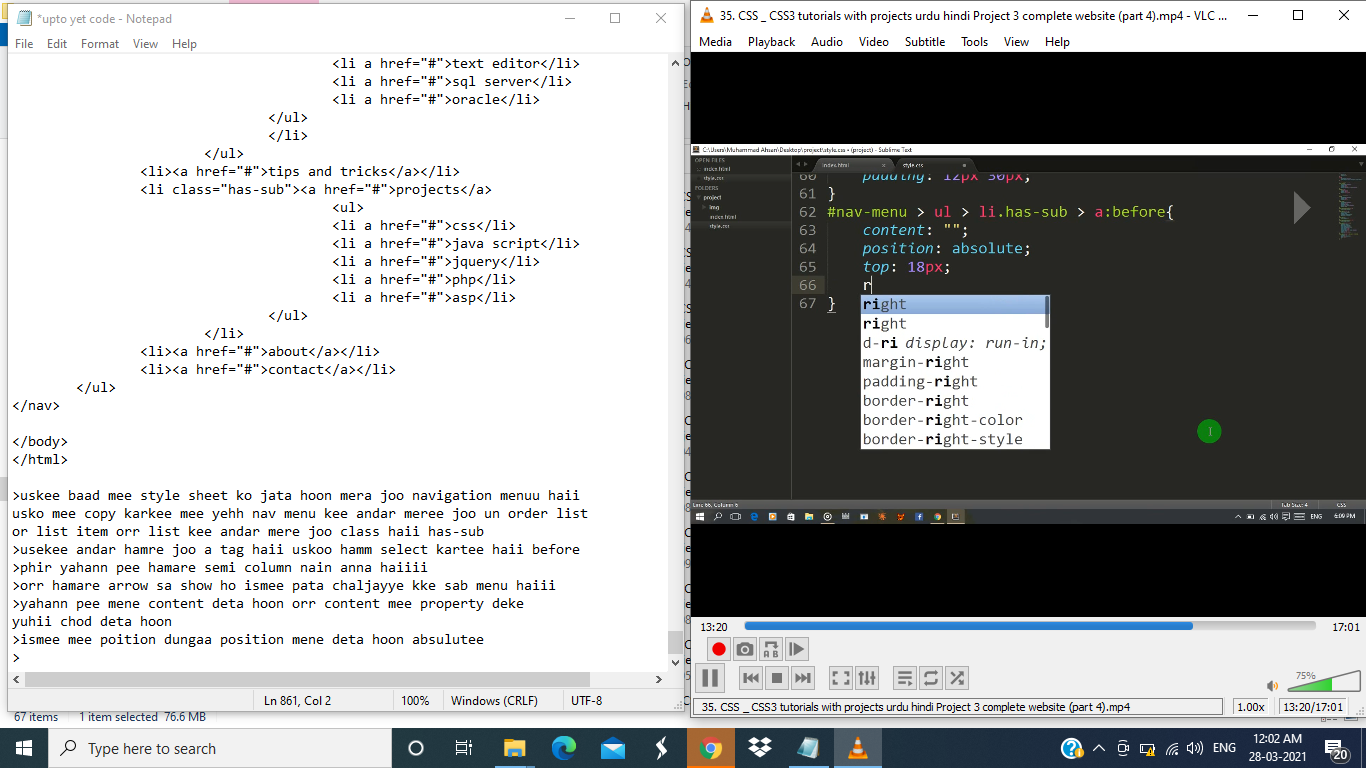 *upto yet code - Notepad
File Edit Format View Help
<li a href="#">text editor</li>
<li a href="#">sql server</li>
<li a href="#">oracle</li>
</ul>
</li>
</ul>
<li><a href="#">tips and tricks</a></li>
<li class="has-sub"><a href="#">projects</a>
<ul>
<li a href="#">css</li>
<li a href="#">java script</li>
<li a href="#">jquery</li>
<li a href="#">php</li>
<li a href="#">asp</li>
</ul>
</li>
<li><a href="#">about</a></li>
<li><a href="#">contact</a></li>
</ul>
</nav>
</body>
</html>
>uskee baad mee style sheet ko jata hoon mera joo navigation menuu haii
usko mee copy karkee mee yehh nav menu kee andar meree joo un order list
or list item orr list kee andar mere joo class haii has-sub
>usekee andar hamre joo a tag haii uskoo hamm select kartee haii before
>phir yahann pee hamare semi column nain anna haiiii
>orr hamare arrow sa show ho ismee pata chaljayye kke sab menu haiii
>yahann pee mene content deta hoon orr content mee property deke
yuhii chod deta hoon
>ismee mee poition dungaa position mene deta hoon absulutee
>
Ln 861, Col 2 100% Windows (CRLF) UTF-8
67 items 1 item selected 76.6 MB
35. CSS _ CSS3 tutorials with projects urdu hindi Project 3 complete website (part 4).mp4 - VLC ...
Media Playback Audio Video Subtitle Tools View Help
C:\Users\Muhammad Ahsan\Desktop\project\style.css • (project) - Sublime Text
OPEN FILES
index.html
style.css
FOLDERS
project
img
index.html
style.css
index.html style.css
60 padding: 12px 30px;
61 }
62 #nav-menu > ul > li.has-sub > a:before{
63 content: "";
64 position: absolute;
65 top: 18px;
66 r
67 }
right
right
d-ri display: run-in;
margin-right
padding-right
border-right
border-right-color
border-right-style
Line 66, Column 6 Tab Size: 4 CSS
ENG 6:09 PM
13:20 17:01
75%
35. CSS _ CSS3 tutorials with projects urdu hindi Project 3 complete website (part 4).mp4 1.00x 13:20/17:01
Type here to search
ENG 12:02 AM
28-03-2021
20